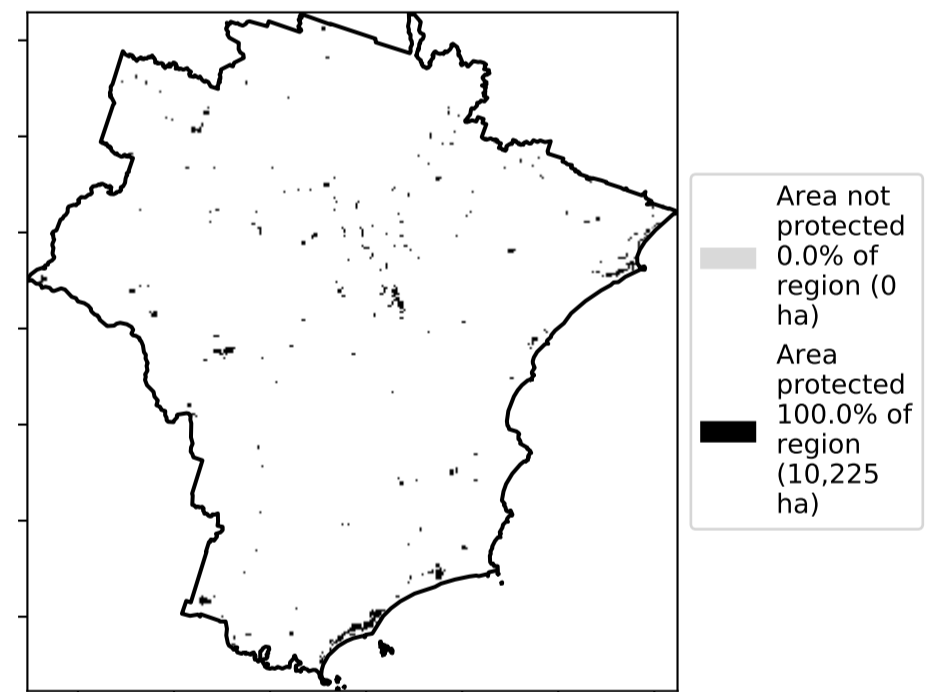 Area not
protected
0.0% of
region (0
ha)
Area
protected
100.0% of
region
(10,225
ha)